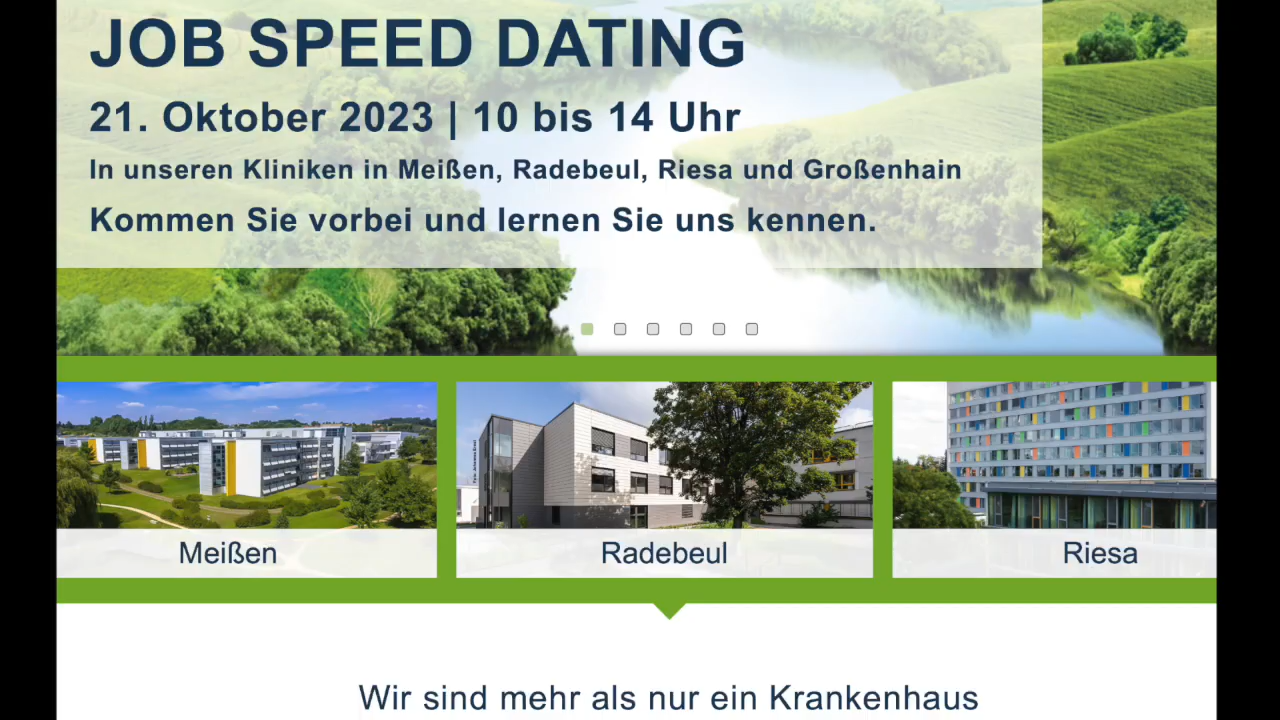 JOB SPEED DATING
21. Oktober 2023 | 10 bis 14 Uhr
In unseren Kliniken in Meißen, Radebeul, Riesa und Großenhain
Kommen Sie vorbei und lernen Sie uns kennen.
Meißen
Radebeul
Riesa
Wir sind mehr als nur ein Krankenhaus